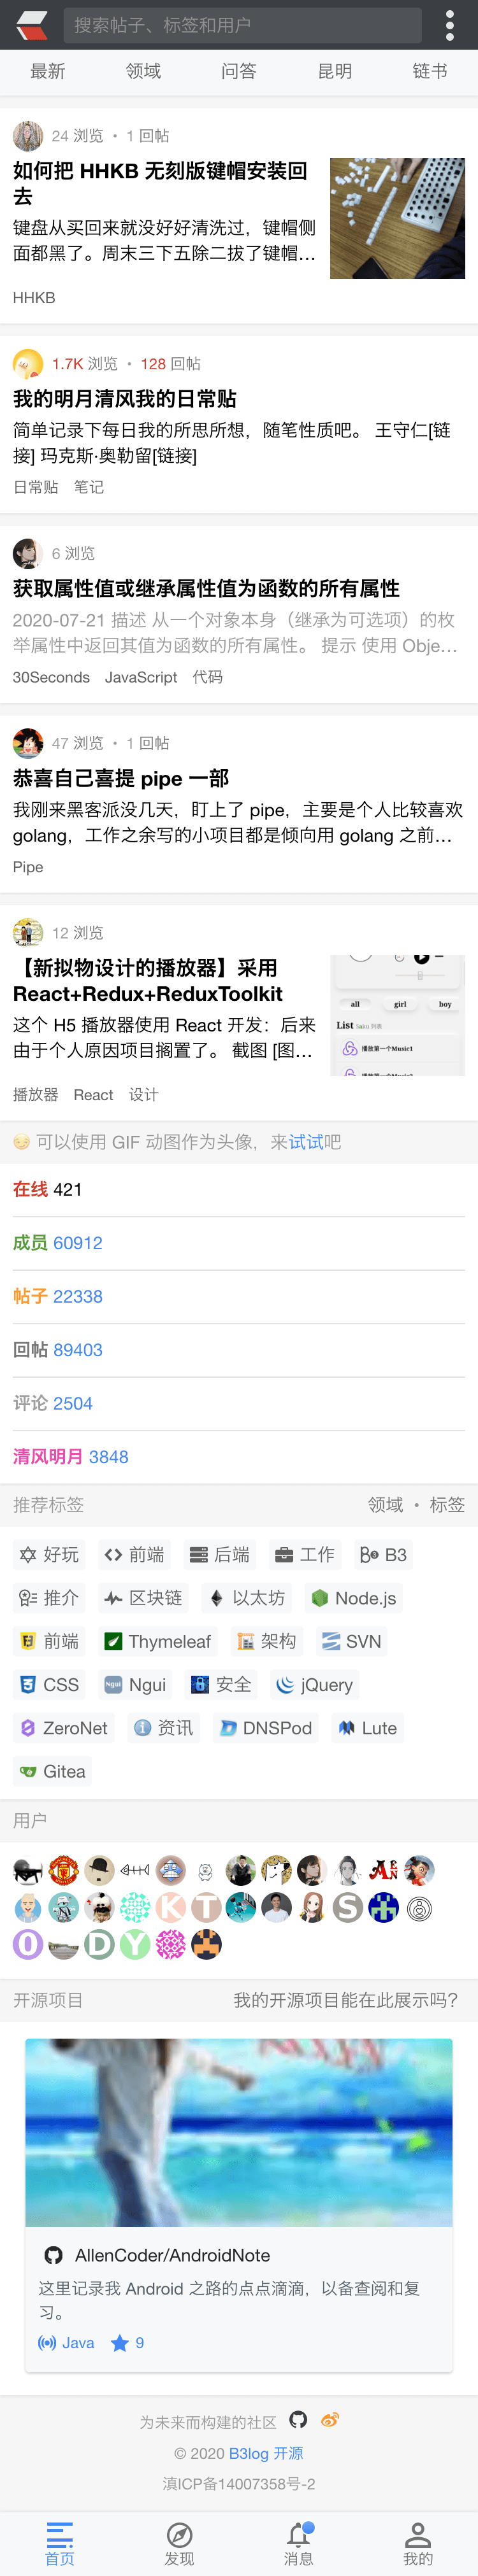 搜索帖子、标签和用户
最新 领域 问答 昆明 链书
24 浏览 • 1 回帖
如何把 HHKB 无刻版键帽安装回
去
键盘从买回来就没好好清洗过，键帽侧
面都黑了。周末三下五除二拔了键帽...
HHKB
1.7K 浏览 • 128 回帖
我的明月清风我的日常贴
简单记录下每日我的所思所想，随笔性质吧。 王守仁[链
接] 玛克斯·奥勒留[链接]
日常贴 笔记
6 浏览
获取属性值或继承属性值为函数的所有属性
2020-07-21 描述 从一个对象本身（继承为可选项）的枚
举属性中返回其值为函数的所有属性。 提示 使用 Obje...
30Seconds JavaScript 代码
47 浏览 • 1 回帖
恭喜自己喜提 pipe 一部
我刚来黑客派没几天，盯上了 pipe，主要是个人比较喜欢
golang，工作之余写的小项目都是倾向用 golang 之前...
Pipe
12 浏览
【新拟物设计的播放器】采用
React+Redux+ReduxToolkit
这个 H5 播放器使用 React 开发：后来
由于个人原因项目搁置了。 截图 [图...
all girl boy
List Saiku 列表
播放第一个Music1
播放第一个Music2
播放器 React 设计
可以使用 GIF 动图作为头像，来试试吧
在线 421
成员 60912
帖子 22338
回帖 89403
评论 2504
清风明月 3848
推荐标签 领域 • 标签
好玩 前端 后端 工作 B3
推介 区块链 以太坊 Node.js
前端 Thymeleaf 架构 SVN
CSS Ngui 安全 jQuery
ZeroNet 资讯 DNSPod Lute
Gitea
用户
K T S
O D Y
开源项目 我的开源项目能在此展示吗？
AllenCoder/AndroidNote
这里记录我 Android 之路的点点滴滴，以备查阅和复
习。
Java 9
为未来而构建的社区
© 2020 B3log 开源
滇ICP备14007358号-2
首页 发现 消息 我的